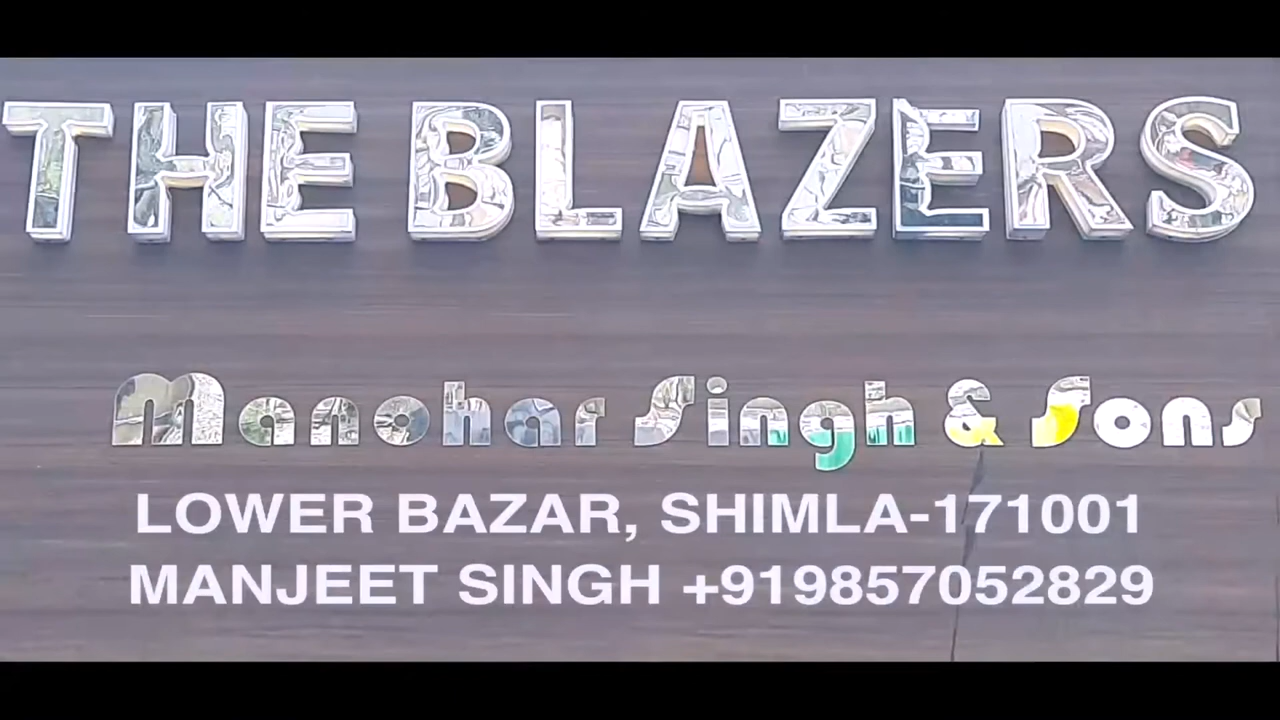 THE BLAZERS
Manohar Singh & Sons
LOWER BAZAR, SHIMLA-171001
MANJEET SINGH +919857052829